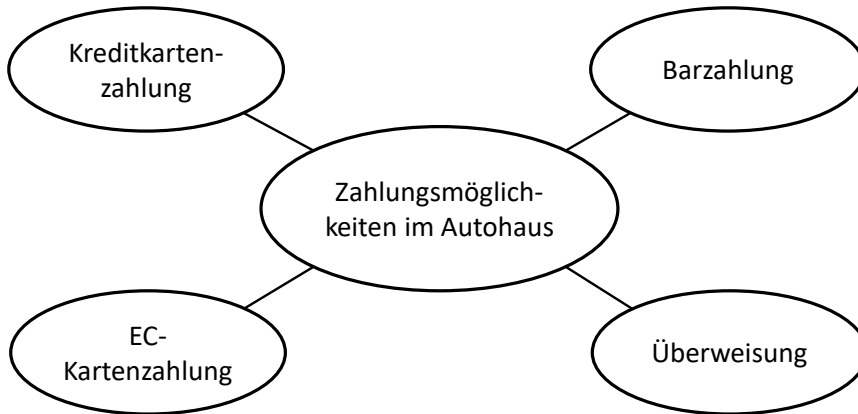 Kreditkarten-
zahlung
Barzahlung
Zahlungsmöglich-
keiten im Autohaus
EC-
Kartenzahlung
Überweisung